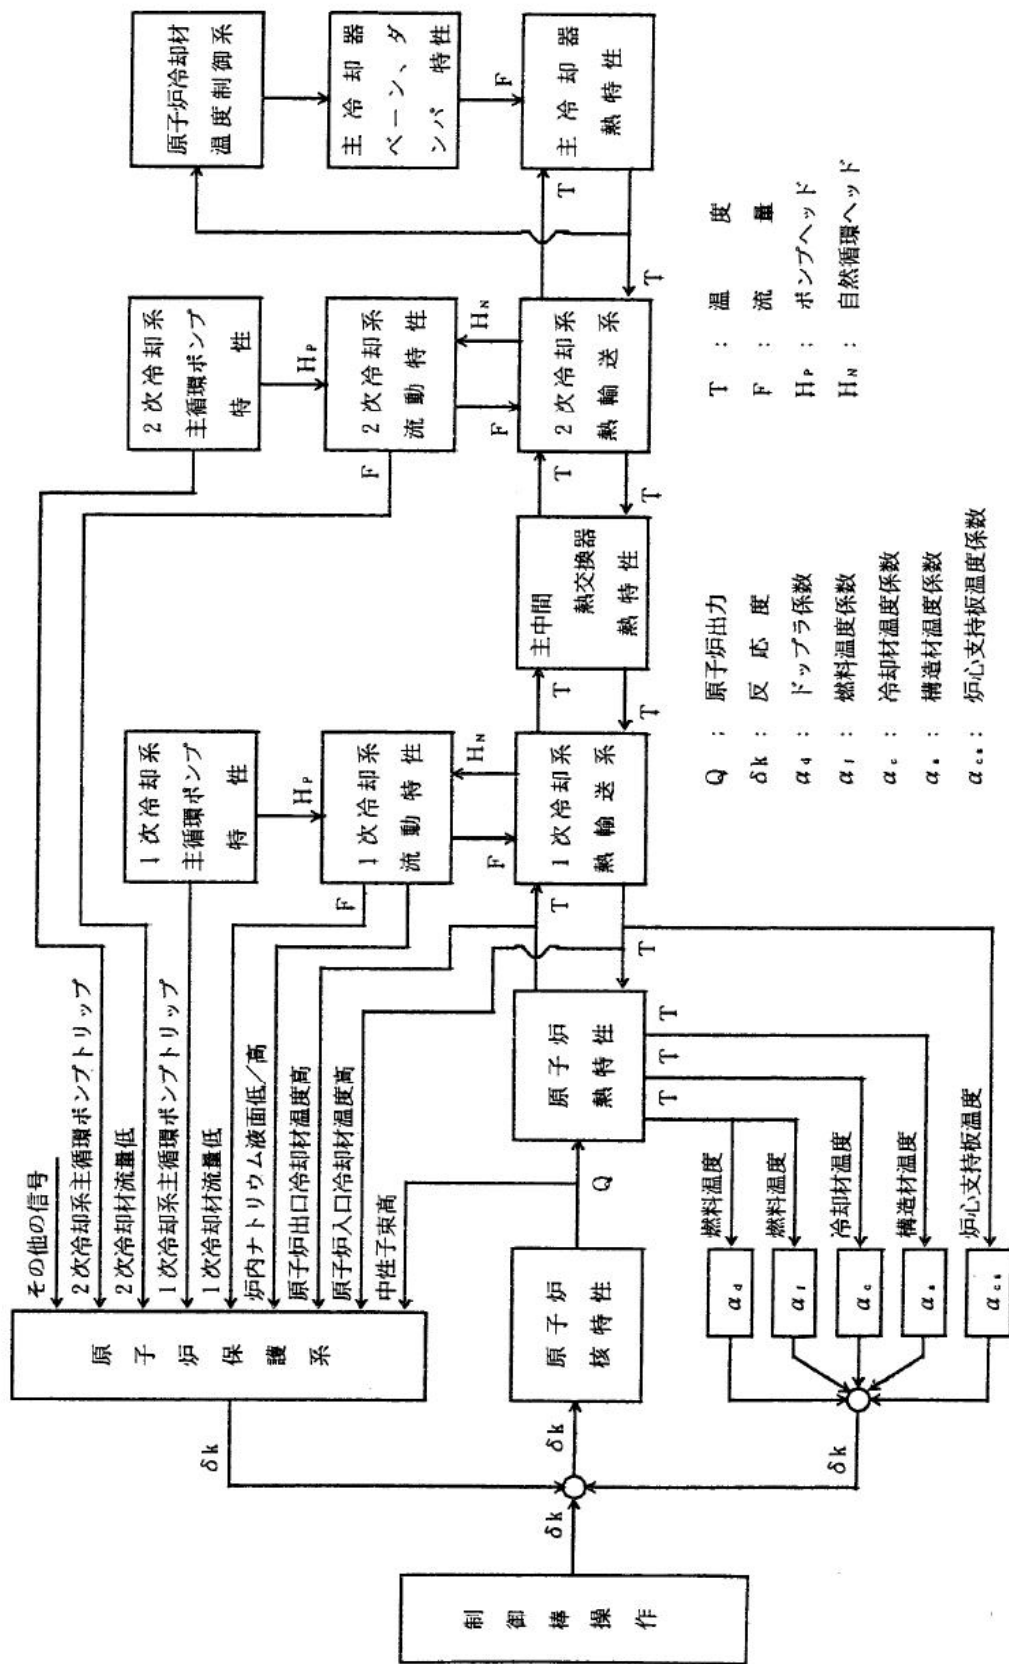 制御棒操作
δk
δk
δk
δk
原子炉保護系
その他の信号
2次冷却系主循環ポンプトリップ
2次冷却材流量低
1次冷却系主循環ポンプトリップ
1次冷却材流量低
炉内ナトリウム液面低／高
原子炉出口冷却材温度高
原子炉入口冷却材温度高
中性子束高
原子炉
核特性
Q
原子炉
熱特性
T
T
T
T
T
燃料温度
燃料温度
冷却材温度
構造材温度
炉心支持板温度
αd
αf
αc
αs
αcs
1次冷却系
主循環ポンプ
特性
HP
1次冷却系
流動特性
F
F
HN
1次冷却系
熱輸送系
T
T
主中間
熱交換器
熱特性
T
T
2次冷却系
主循環ポンプ
特性
HP
2次冷却系
流動特性
F
F
HN
2次冷却系
熱輸送系
T
T
原子炉冷却材
温度制御系
主冷却器
ベーン、ダ
ンパ特性
F
主冷却器
熱特性
Q : 原子炉出力
δk : 反応度
αd : ドップラ係数
αf : 燃料温度係数
αc : 冷却材温度係数
αs : 構造材温度係数
αcs : 炉心支持板温度係数
T : 温度
F : 流量
HP : ポンプヘッド
HN : 自然循環ヘッド